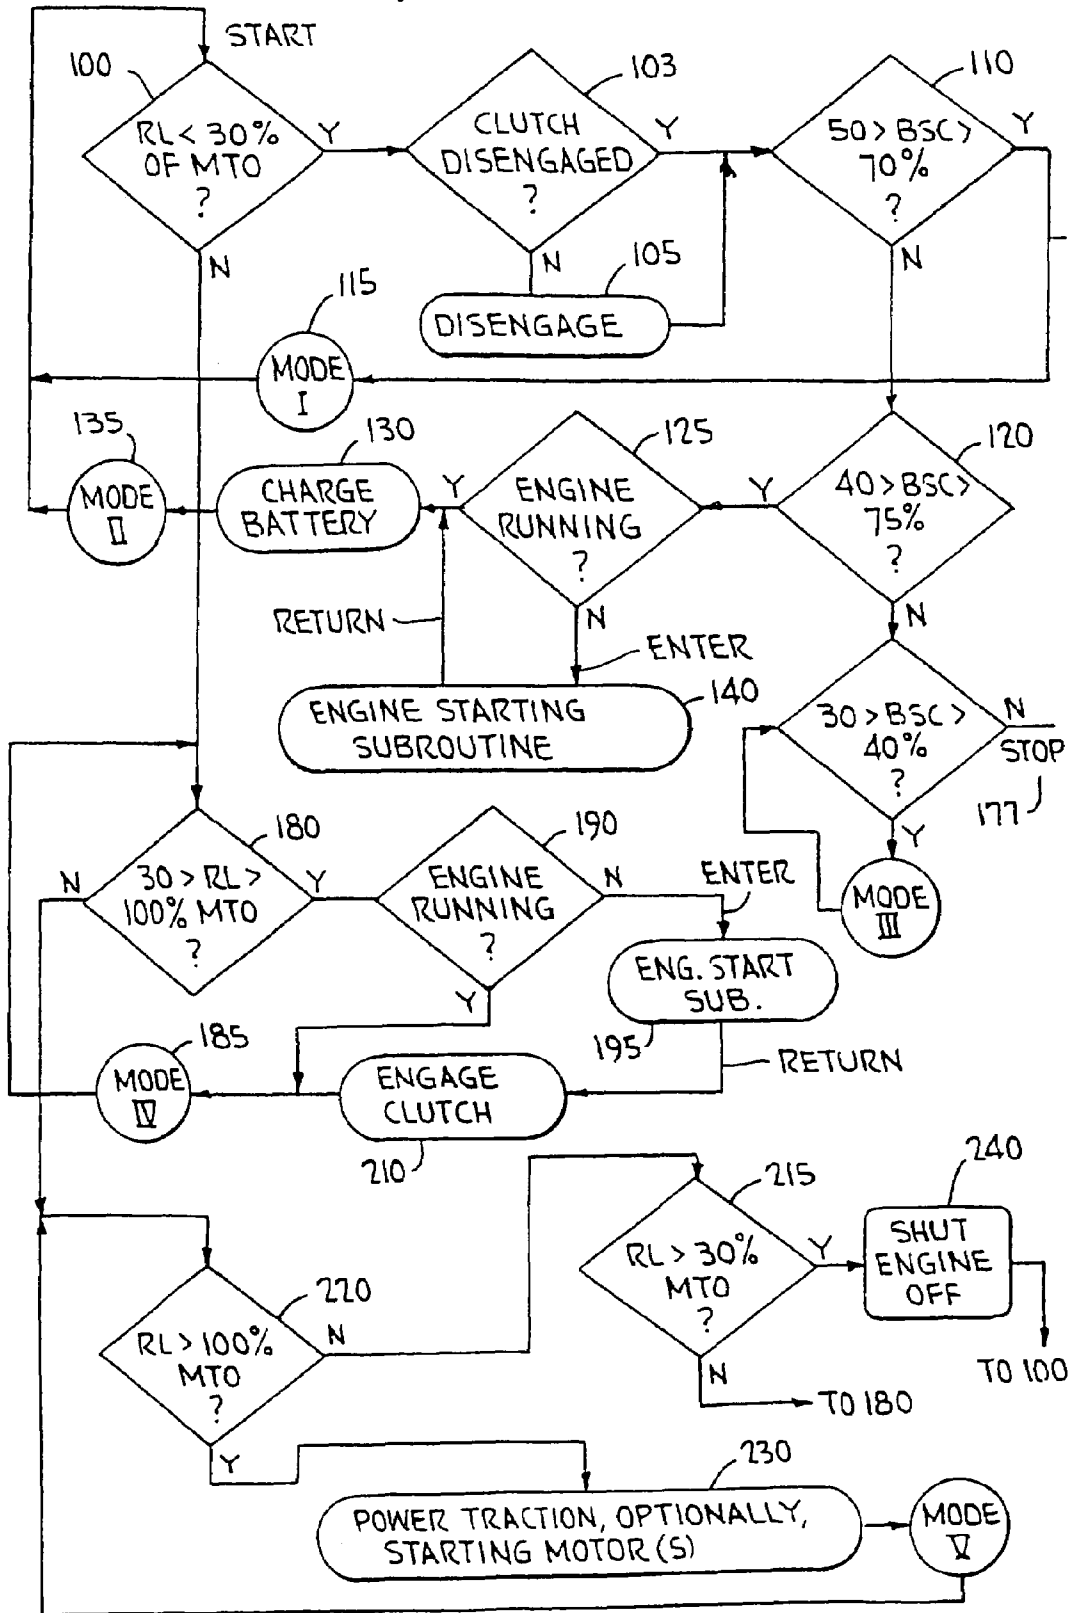 START
100
RL < 30%
OF MTO
?
Y
N
103
CLUTCH
DISENGAGED
?
Y
N
110
50 > BSC >
70%
?
Y
N
105
DISENGAGE
115
MODE
I
135
MODE
II
130
CHARGE
BATTERY
Y
125
ENGINE
RUNNING
?
N
Y
120
40 > BSC >
75%
?
N
RETURN
ENTER
140
ENGINE STARTING
SUBROUTINE
30 > BSC >
40%
?
N
STOP
177
Y
MODE
III
180
N
30 > RL >
100% MTO
?
Y
190
ENGINE
RUNNING
?
N
Y
ENTER
ENG. START
SUB.
195
RETURN
185
MODE
IV
ENGAGE
CLUTCH
210
215
RL > 30%
MTO
?
Y
N
240
SHUT
ENGINE
OFF
TO 100
TO 180
220
RL > 100%
MTO
?
N
Y
230
POWER TRACTION, OPTIONALLY,
STARTING MOTOR(S)
MODE
V